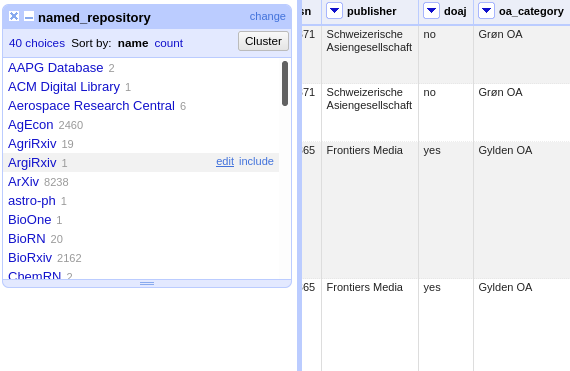 named_repository change
40 choices Sort by: name count Cluster
AAPG Database 2
ACM Digital Library 1
Aerospace Research Central 6
AgEcon 2460
AgriRxiv 19
ArgiRxiv 1 edit include
ArXiv 8238
astro-ph 1
BioOne 1
BioRN 20
BioRxiv 2162
ChemRN 2
sn publisher doaj oa_category
71 Schweizerische Asiengesellschaft no Grøn OA
71 Schweizerische Asiengesellschaft no Grøn OA
65 Frontiers Media yes Gylden OA
65 Frontiers Media yes Gylden OA